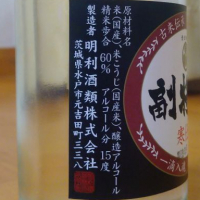 原材料名
米(国産)、米こうじ(国産米)、醸造アルコール
精米歩合 60% アルコール分 15度
製造者 明利酒類株式会社
茨城県水戸市元吉田町三三八
副
寒